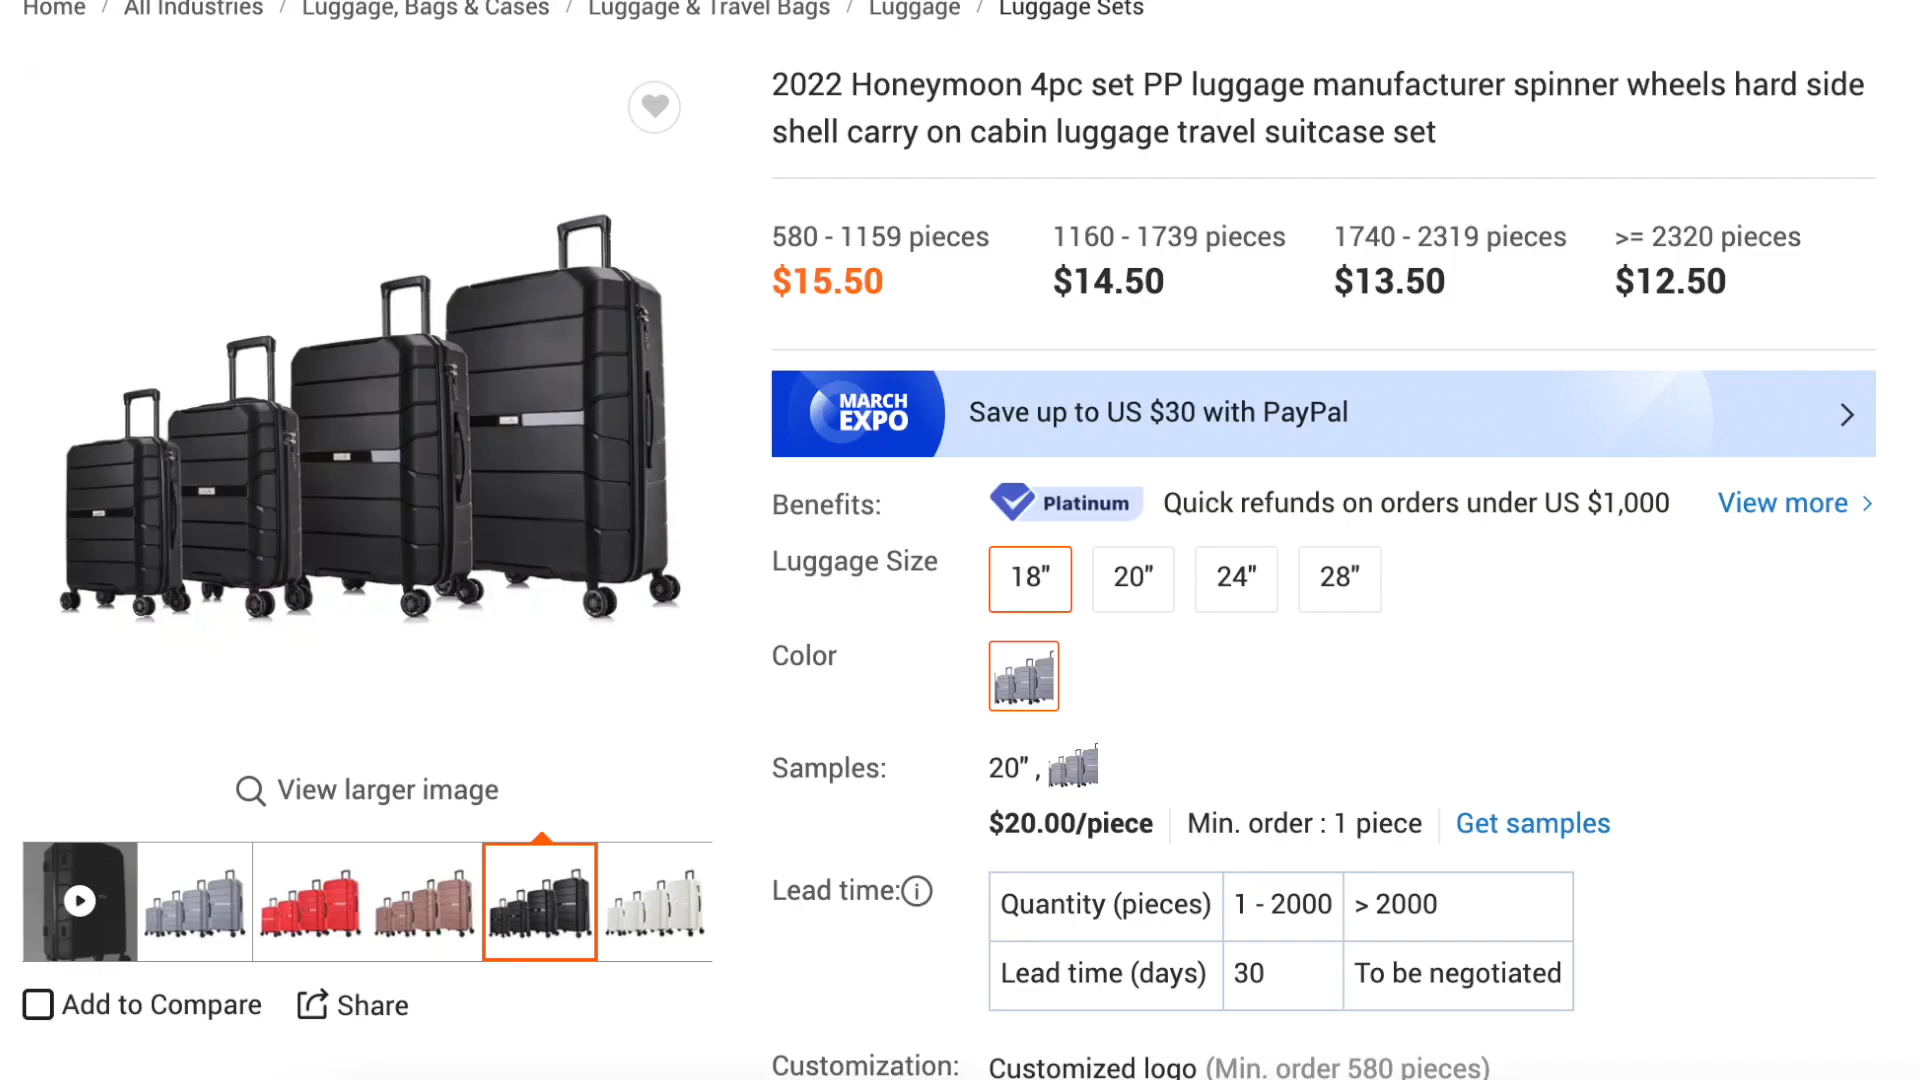 Home / All Industries / Luggage, Bags & Cases / Luggage & Travel Bags / Luggage / Luggage Sets
2022 Honeymoon 4pc set PP luggage manufacturer spinner wheels hard side
shell carry on cabin luggage travel suitcase set
580 - 1159 pieces 1160 - 1739 pieces 1740 - 2319 pieces >= 2320 pieces
$15.50 $14.50 $13.50 $12.50
MARCH
EXPO
Save up to US $30 with PayPal
Benefits: Platinum Quick refunds on orders under US $1,000 View more
Luggage Size 18" 20" 24" 28"
Color
Samples: 20" ,
$20.00/piece Min. order : 1 piece Get samples
View larger image
Lead time: Quantity (pieces) 1 - 2000 > 2000
Lead time (days) 30 To be negotiated
Add to Compare Share
Customization: Customized logo (Min. order 580 pieces)